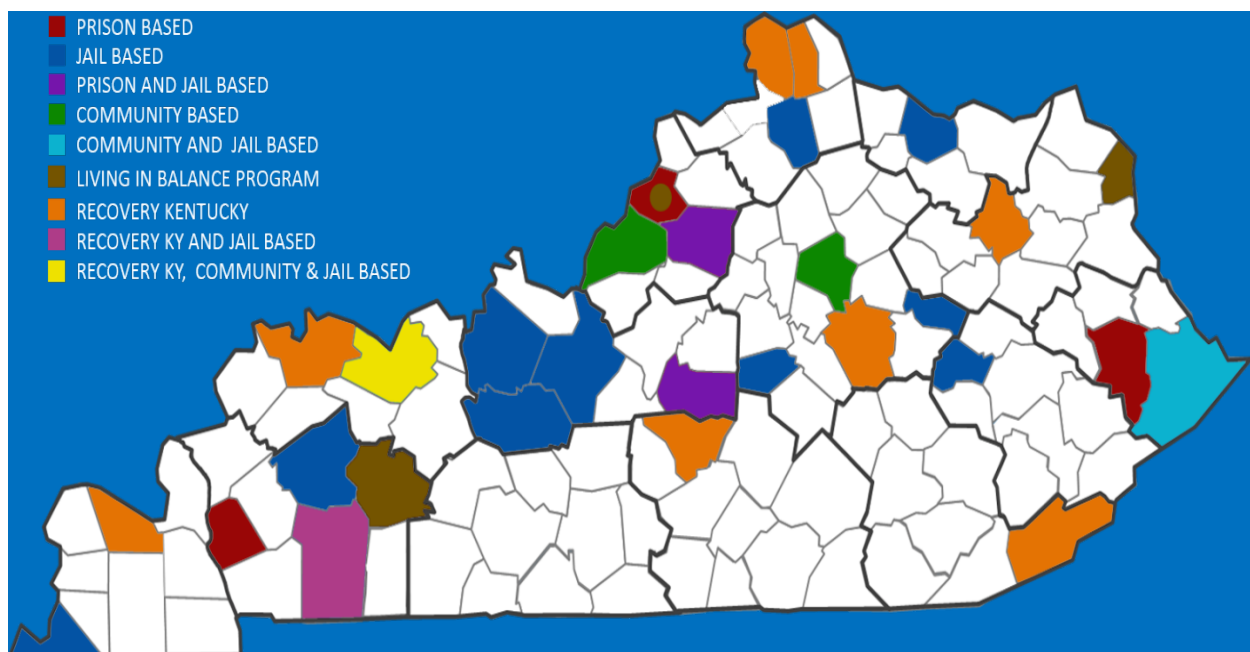 PRISON BASED
JAIL BASED
PRISON AND JAIL BASED
COMMUNITY BASED
COMMUNITY AND JAIL BASED
LIVING IN BALANCE PROGRAM
RECOVERY KENTUCKY
RECOVERY KY AND JAIL BASED
RECOVERY KY, COMMUNITY & JAIL BASED